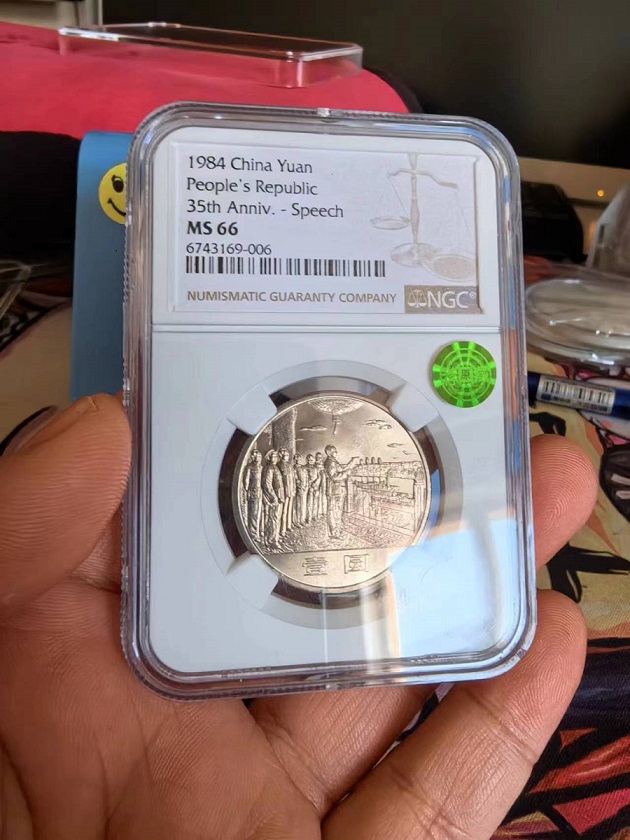 1984 China Yuan
People's Republic
35th Anniv. - Speech
MS 66
6743169-006
NUMISMATIC GUARANTY COMPANY NGC®
壹圆